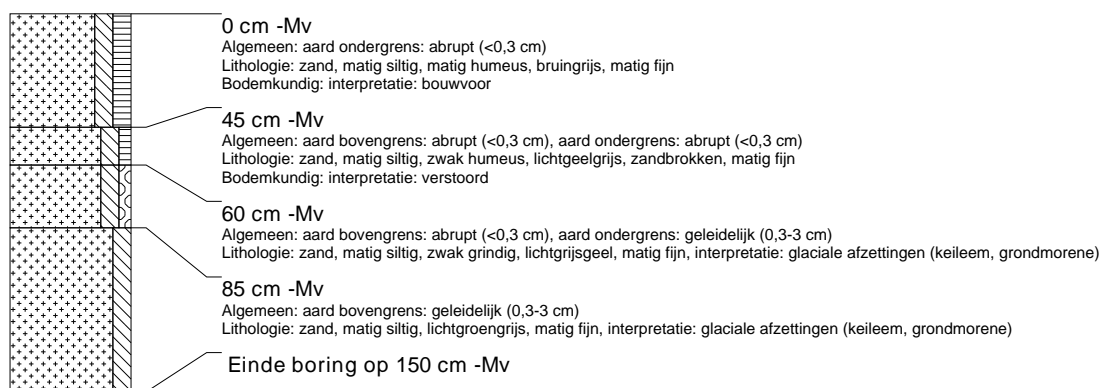 0 cm -Mv
Algemeen: aard ondergrens: abrupt (<0,3 cm)
Lithologie: zand, matig siltig, matig humeus, bruingrijs, matig fijn
Bodemkundig: interpretatie: bouwvoor
45 cm -Mv
Algemeen: aard bovengrens: abrupt (<0,3 cm), aard ondergrens: abrupt (<0,3 cm)
Lithologie: zand, matig siltig, zwak humeus, lichtgeelgrijs, zandbrokken, matig fijn
Bodemkundig: interpretatie: verstoord
60 cm -Mv
Algemeen: aard bovengrens: abrupt (<0,3 cm), aard ondergrens: geleidelijk (0,3-3 cm)
Lithologie: zand, matig siltig, zwak grindig, lichtgrijsgeel, matig fijn, interpretatie: glaciale afzettingen (keileem, grondmorene)
85 cm -Mv
Algemeen: aard bovengrens: geleidelijk (0,3-3 cm)
Lithologie: zand, matig siltig, lichtgroengrijs, matig fijn, interpretatie: glaciale afzettingen (keileem, grondmorene)
Einde boring op 150 cm -Mv